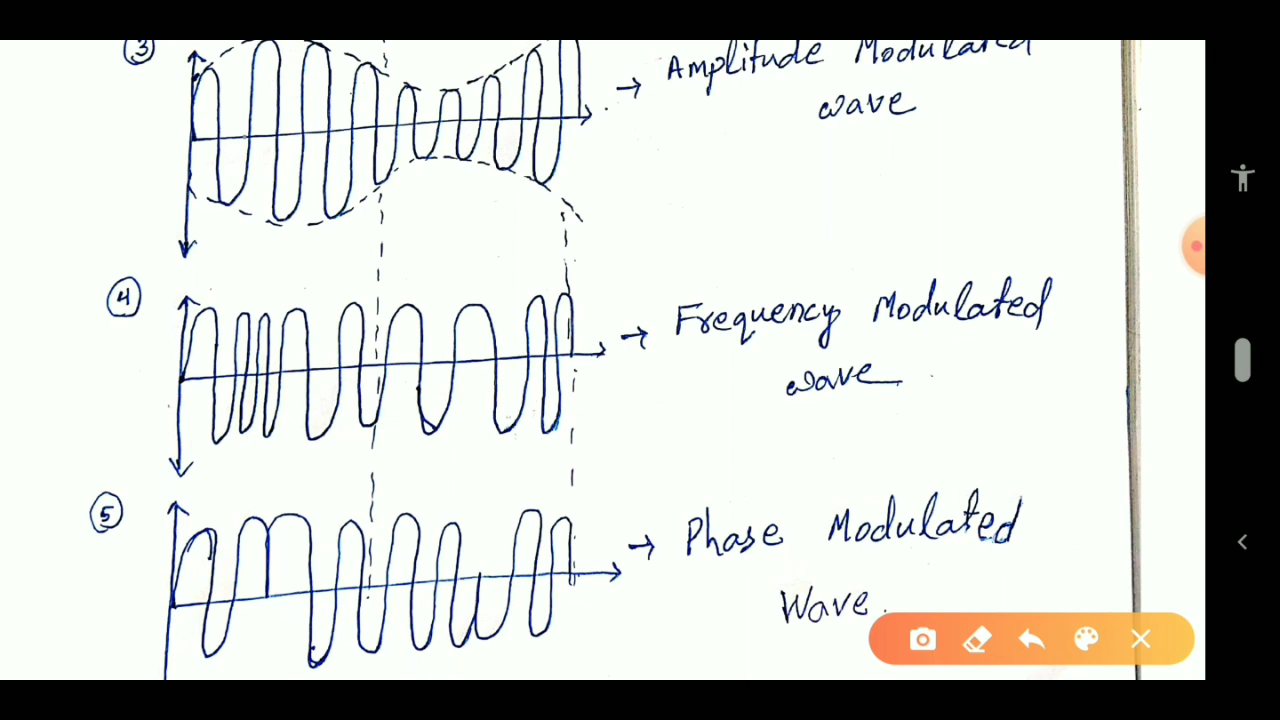 3
→ Amplitude Modulated
wave
4
→ Frequency Modulated
wave
5
→ Phase Modulated
Wave.